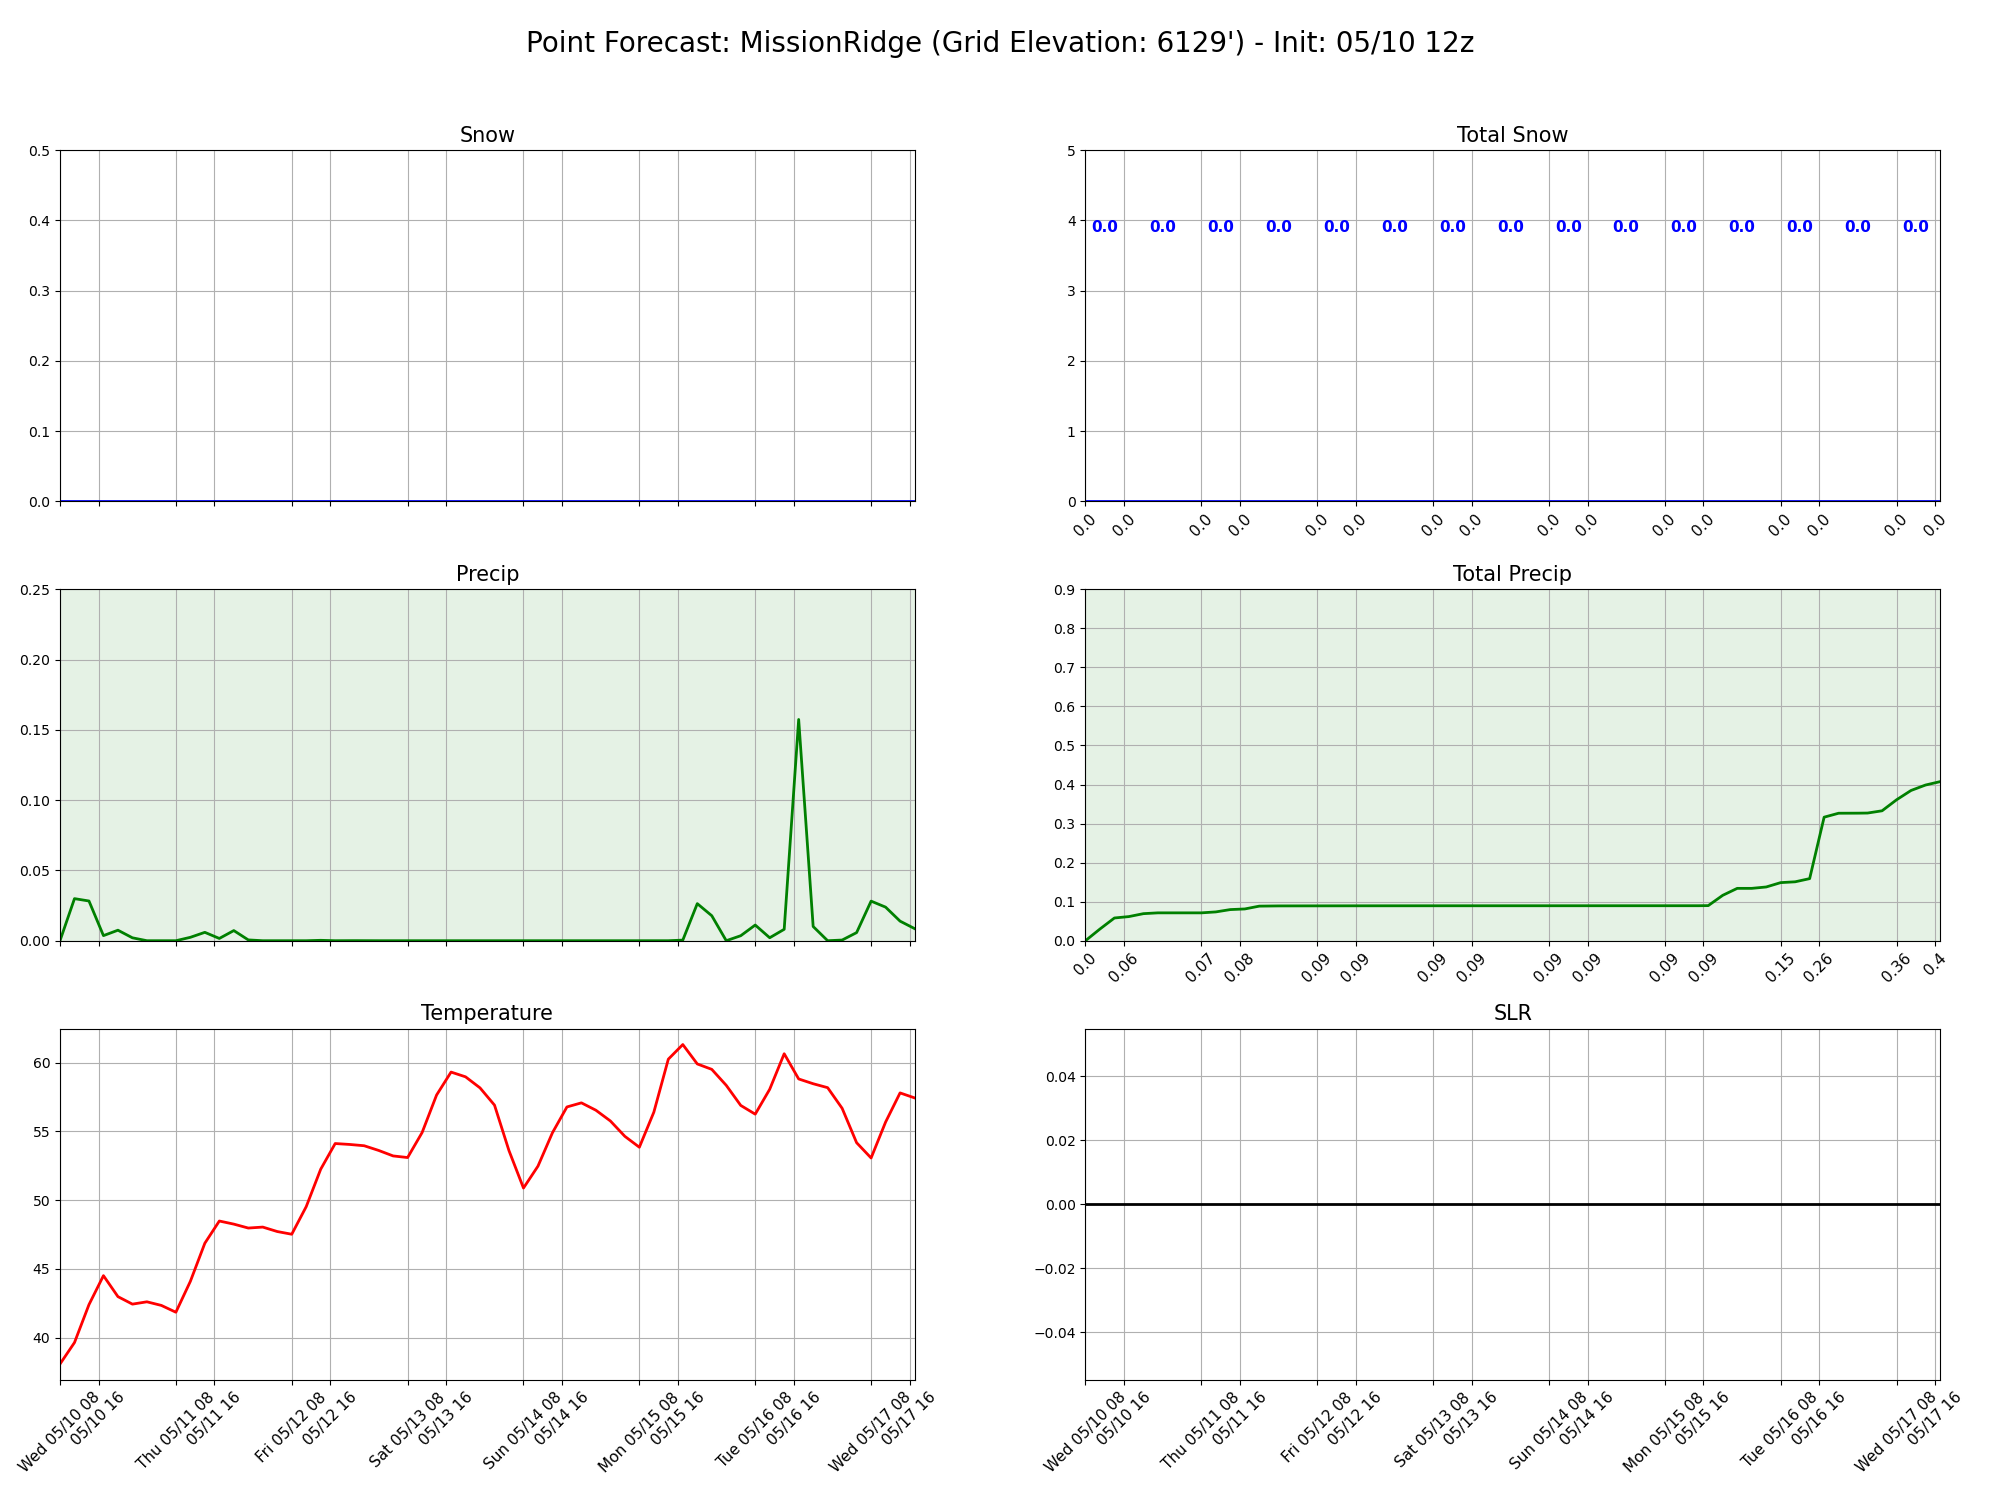 Point Forecast: MissionRidge (Grid Elevation: 6129') - Init: 05/10 12z
Snow
0.5
0.4
0.3
0.2
0.1
0.0
Total Snow
5
4
3
2
1
0
0.0 0.0 0.0 0.0 0.0 0.0 0.0 0.0 0.0 0.0 0.0 0.0 0.0 0.0 0.0
0.0 0.0 0.0 0.0 0.0 0.0 0.0 0.0 0.0 0.0 0.0 0.0 0.0 0.0 0.0 0.0
Precip
0.25
0.20
0.15
0.10
0.05
0.00
Total Precip
0.9
0.8
0.7
0.6
0.5
0.4
0.3
0.2
0.1
0.0
0.0 0.06 0.07 0.08 0.09 0.09 0.09 0.09 0.09 0.09 0.09 0.09 0.15 0.26 0.36 0.4
Temperature
60
55
50
45
40
Wed 05/10 08
05/10 16
Thu 05/11 08
05/11 16
Fri 05/12 08
05/12 16
Sat 05/13 08
05/13 16
Sun 05/14 08
05/14 16
Mon 05/15 08
05/15 16
Tue 05/16 08
05/16 16
Wed 05/17 08
05/17 16
SLR
0.04
0.02
0.00
−0.02
−0.04
Wed 05/10 08
05/10 16
Thu 05/11 08
05/11 16
Fri 05/12 08
05/12 16
Sat 05/13 08
05/13 16
Sun 05/14 08
05/14 16
Mon 05/15 08
05/15 16
Tue 05/16 08
05/16 16
Wed 05/17 08
05/17 16